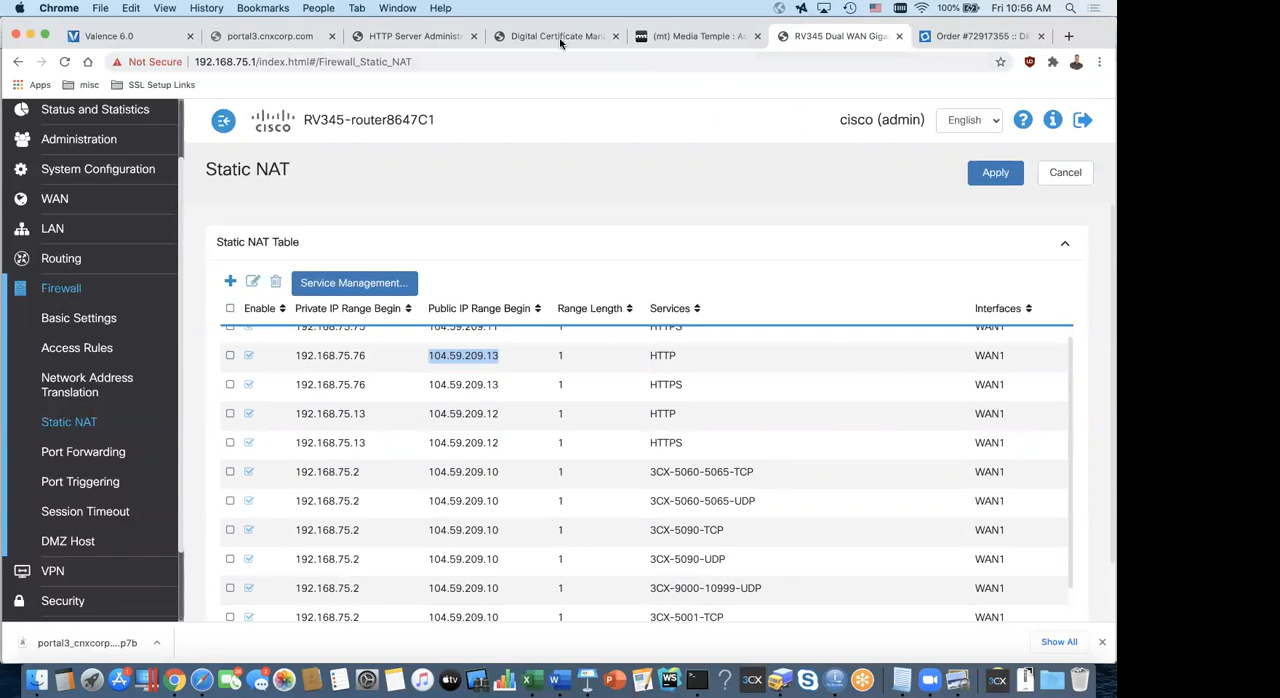 Chrome File Edit View History Bookmarks People Tab Window Help 100% Fri 10:56 AM
Valence 6.0 portal3.cnxcorp.com HTTP Server Administ Digital Certificate Man (mt) Media Temple : A RV345 Dual WAN Giga Order #72917355 :: Di
Not Secure 192.168.75.1/index.html#/Firewall_Static_NAT
Apps misc SSL Setup Links
Status and Statistics
Administration
System Configuration
WAN
LAN
Routing
Firewall
Basic Settings
Access Rules
Network Address
Translation
Static NAT
Port Forwarding
Port Triggering
Session Timeout
DMZ Host
VPN
Security
cisco RV345-router8647C1 cisco (admin) English
Static NAT Apply Cancel
Static NAT Table
Service Management...
Enable Private IP Range Begin Public IP Range Begin Range Length Services Interfaces
192.168.75.75 104.59.209.11 1 HTTPS WAN1
192.168.75.76 104.59.209.13 1 HTTP WAN1
192.168.75.76 104.59.209.13 1 HTTPS WAN1
192.168.75.13 104.59.209.12 1 HTTP WAN1
192.168.75.13 104.59.209.12 1 HTTPS WAN1
192.168.75.2 104.59.209.10 1 3CX-5060-5065-TCP WAN1
192.168.75.2 104.59.209.10 1 3CX-5060-5065-UDP WAN1
192.168.75.2 104.59.209.10 1 3CX-5090-TCP WAN1
192.168.75.2 104.59.209.10 1 3CX-5090-UDP WAN1
192.168.75.2 104.59.209.10 1 3CX-9000-10999-UDP WAN1
192.168.75.2 104.59.209.10 1 3CX-5001-TCP WAN1
portal3_cnxcorp....p7b Show All
WS 3CX 3CX